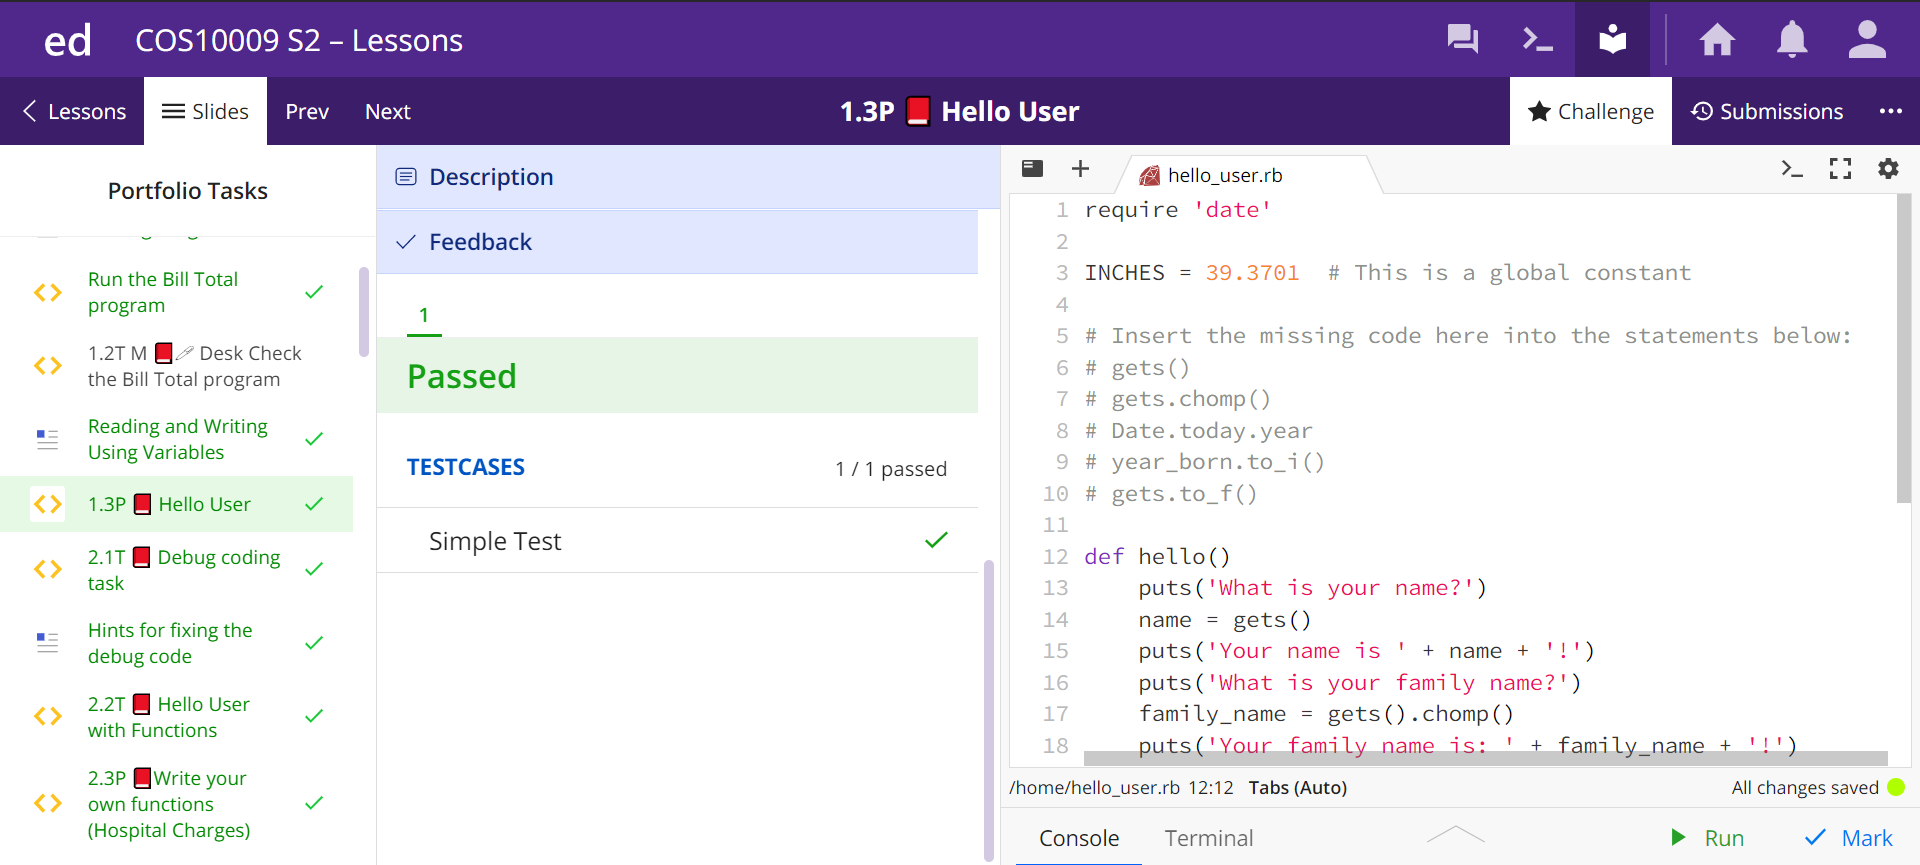 ed COS10009 S2 – Lessons
Lessons Slides Prev Next 1.3P Hello User Challenge Submissions
Portfolio Tasks
Run the Bill Total
program
1.2T M Desk Check
the Bill Total program
Reading and Writing
Using Variables
1.3P Hello User
2.1T Debug coding
task
Hints for fixing the
debug code
2.2T Hello User
with Functions
2.3P Write your
own functions
(Hospital Charges)
Description
Feedback
1
Passed
TESTCASES 1 / 1 passed
Simple Test
hello_user.rb
1 require 'date'
2
3 INCHES = 39.3701  # This is a global constant
4
5 # Insert the missing code here into the statements below:
6 # gets()
7 # gets.chomp()
8 # Date.today.year
9 # year_born.to_i()
10 # gets.to_f()
11
12 def hello()
13     puts('What is your name?')
14     name = gets()
15     puts('Your name is ' + name + '!')
16     puts('What is your family name?')
17     family_name = gets().chomp()
18     puts('Your family name is: ' + family_name + '!')
/home/hello_user.rb 12:12 Tabs (Auto) All changes saved
Console Terminal Run Mark